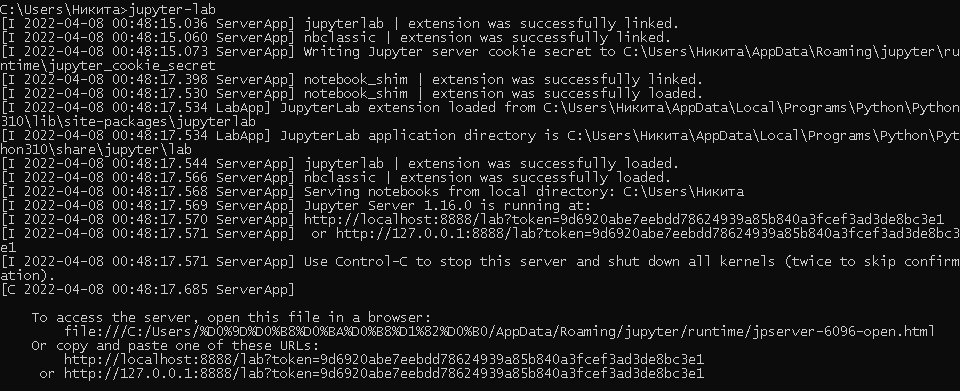 C:\Users\Никита>jupyter-lab
[I 2022-04-08 00:48:15.036 ServerApp] jupyterlab | extension was successfully linked.
[I 2022-04-08 00:48:15.060 ServerApp] nbclassic | extension was successfully linked.
[I 2022-04-08 00:48:15.073 ServerApp] Writing Jupyter server cookie secret to C:\Users\Никита\AppData\Roaming\jupyter\ru
ntime\jupyter_cookie_secret
[I 2022-04-08 00:48:17.398 ServerApp] notebook_shim | extension was successfully linked.
[I 2022-04-08 00:48:17.530 ServerApp] notebook_shim | extension was successfully loaded.
[I 2022-04-08 00:48:17.534 LabApp] JupyterLab extension loaded from C:\Users\Никита\AppData\Local\Programs\Python\Python
310\lib\site-packages\jupyterlab
[I 2022-04-08 00:48:17.534 LabApp] JupyterLab application directory is C:\Users\Никита\AppData\Local\Programs\Python\Pyt
hon310\share\jupyter\lab
[I 2022-04-08 00:48:17.544 ServerApp] jupyterlab | extension was successfully loaded.
[I 2022-04-08 00:48:17.566 ServerApp] nbclassic | extension was successfully loaded.
[I 2022-04-08 00:48:17.568 ServerApp] Serving notebooks from local directory: C:\Users\Никита
[I 2022-04-08 00:48:17.569 ServerApp] Jupyter Server 1.16.0 is running at:
[I 2022-04-08 00:48:17.570 ServerApp] http://localhost:8888/lab?token=9d6920abe7eebdd78624939a85b840a3fcef3ad3de8bc3e1
[I 2022-04-08 00:48:17.571 ServerApp]  or http://127.0.0.1:8888/lab?token=9d6920abe7eebdd78624939a85b840a3fcef3ad3de8bc3
e1
[I 2022-04-08 00:48:17.571 ServerApp] Use Control-C to stop this server and shut down all kernels (twice to skip confirm
ation).
[C 2022-04-08 00:48:17.685 ServerApp]
To access the server, open this file in a browser:
file:///C:/Users/%D0%9D%D0%B8%D0%BA%D0%B8%D1%82%D0%B0/AppData/Roaming/jupyter/runtime/jpserver-6096-open.html
Or copy and paste one of these URLs:
http://localhost:8888/lab?token=9d6920abe7eebdd78624939a85b840a3fcef3ad3de8bc3e1
or http://127.0.0.1:8888/lab?token=9d6920abe7eebdd78624939a85b840a3fcef3ad3de8bc3e1